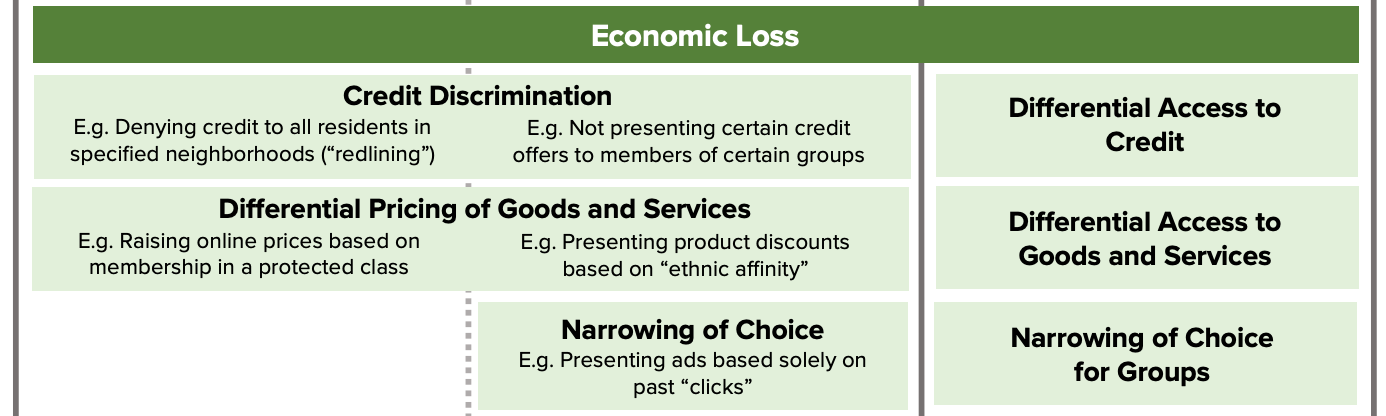 Economic Loss
Credit Discrimination
E.g. Denying credit to all residents in
specified neighborhoods (“redlining”)
E.g. Not presenting certain credit
offers to members of certain groups
Differential Access to
Credit
Differential Pricing of Goods and Services
E.g. Raising online prices based on
membership in a protected class
E.g. Presenting product discounts
based on “ethnic affinity”
Differential Access to
Goods and Services
Narrowing of Choice
E.g. Presenting ads based solely on
past “clicks”
Narrowing of Choice
for Groups